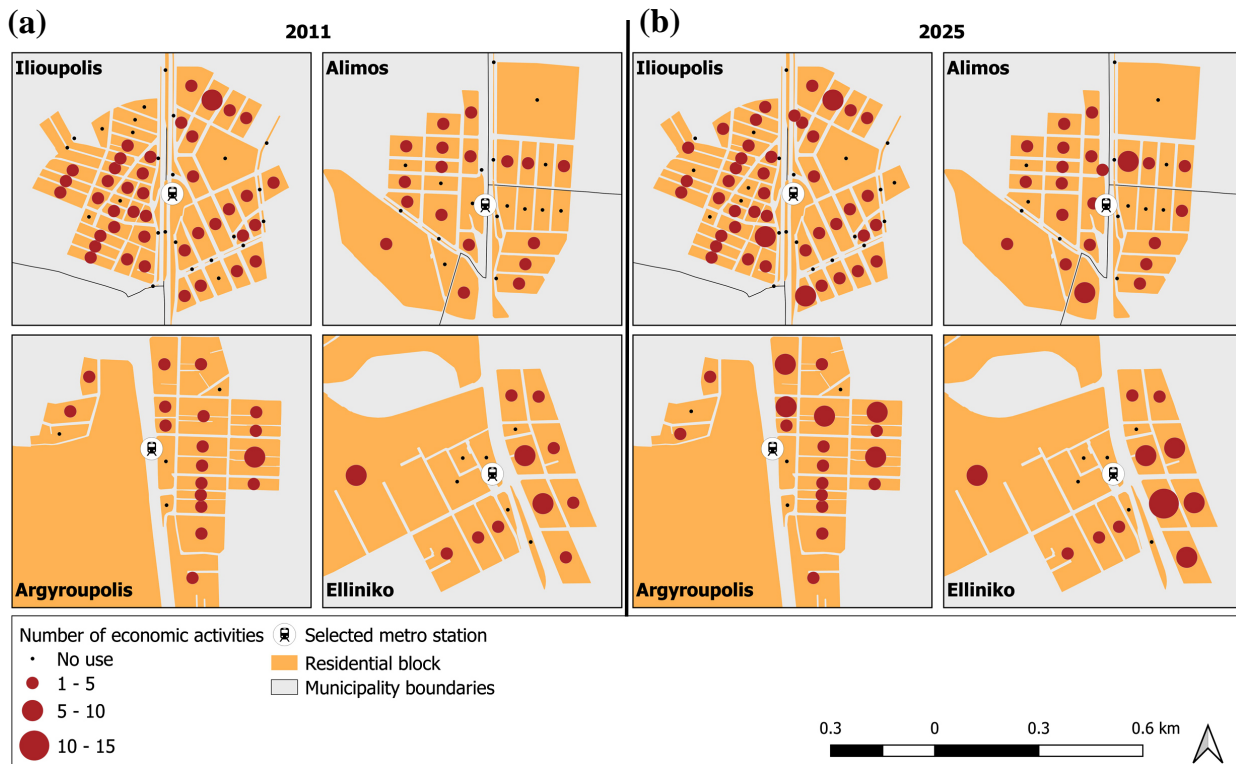 (a)
2011
(b)
2025
Ilioupolis
Alimos
Ilioupolis
Alimos
Argyroupolis
Elliniko
Argyroupolis
Elliniko
Number of economic activities
No use
1 - 5
5 - 10
10 - 15
Selected metro station
Residential block
Municipality boundaries
0.3 0 0.3 0.6 km